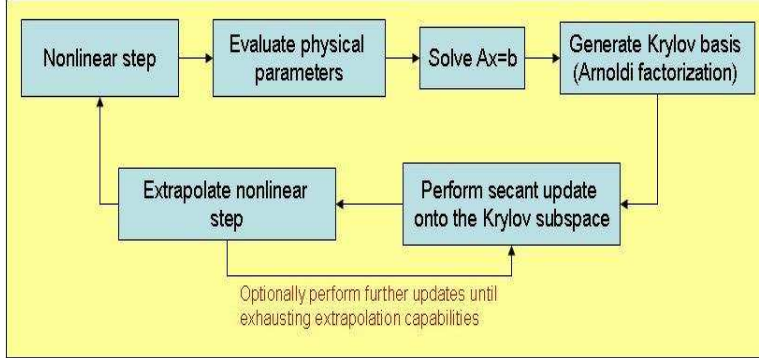 Nonlinear step
Evaluate physical
parameters
Solve Ax=b
Generate Krylov basis
(Arnoldi factorization)
Extrapolate nonlinear
step
Perform secant update
onto the Krylov subspace
Optionally perform further updates until
exhausting extrapolation capabilities